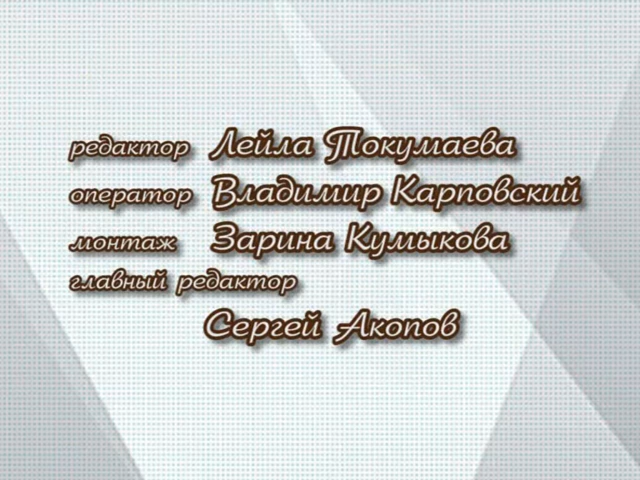 редактор Лейла Токумаева
оператор Владимир Карповский
монтаж Зарина Кумыкова
главный редактор
Сергей Акопов